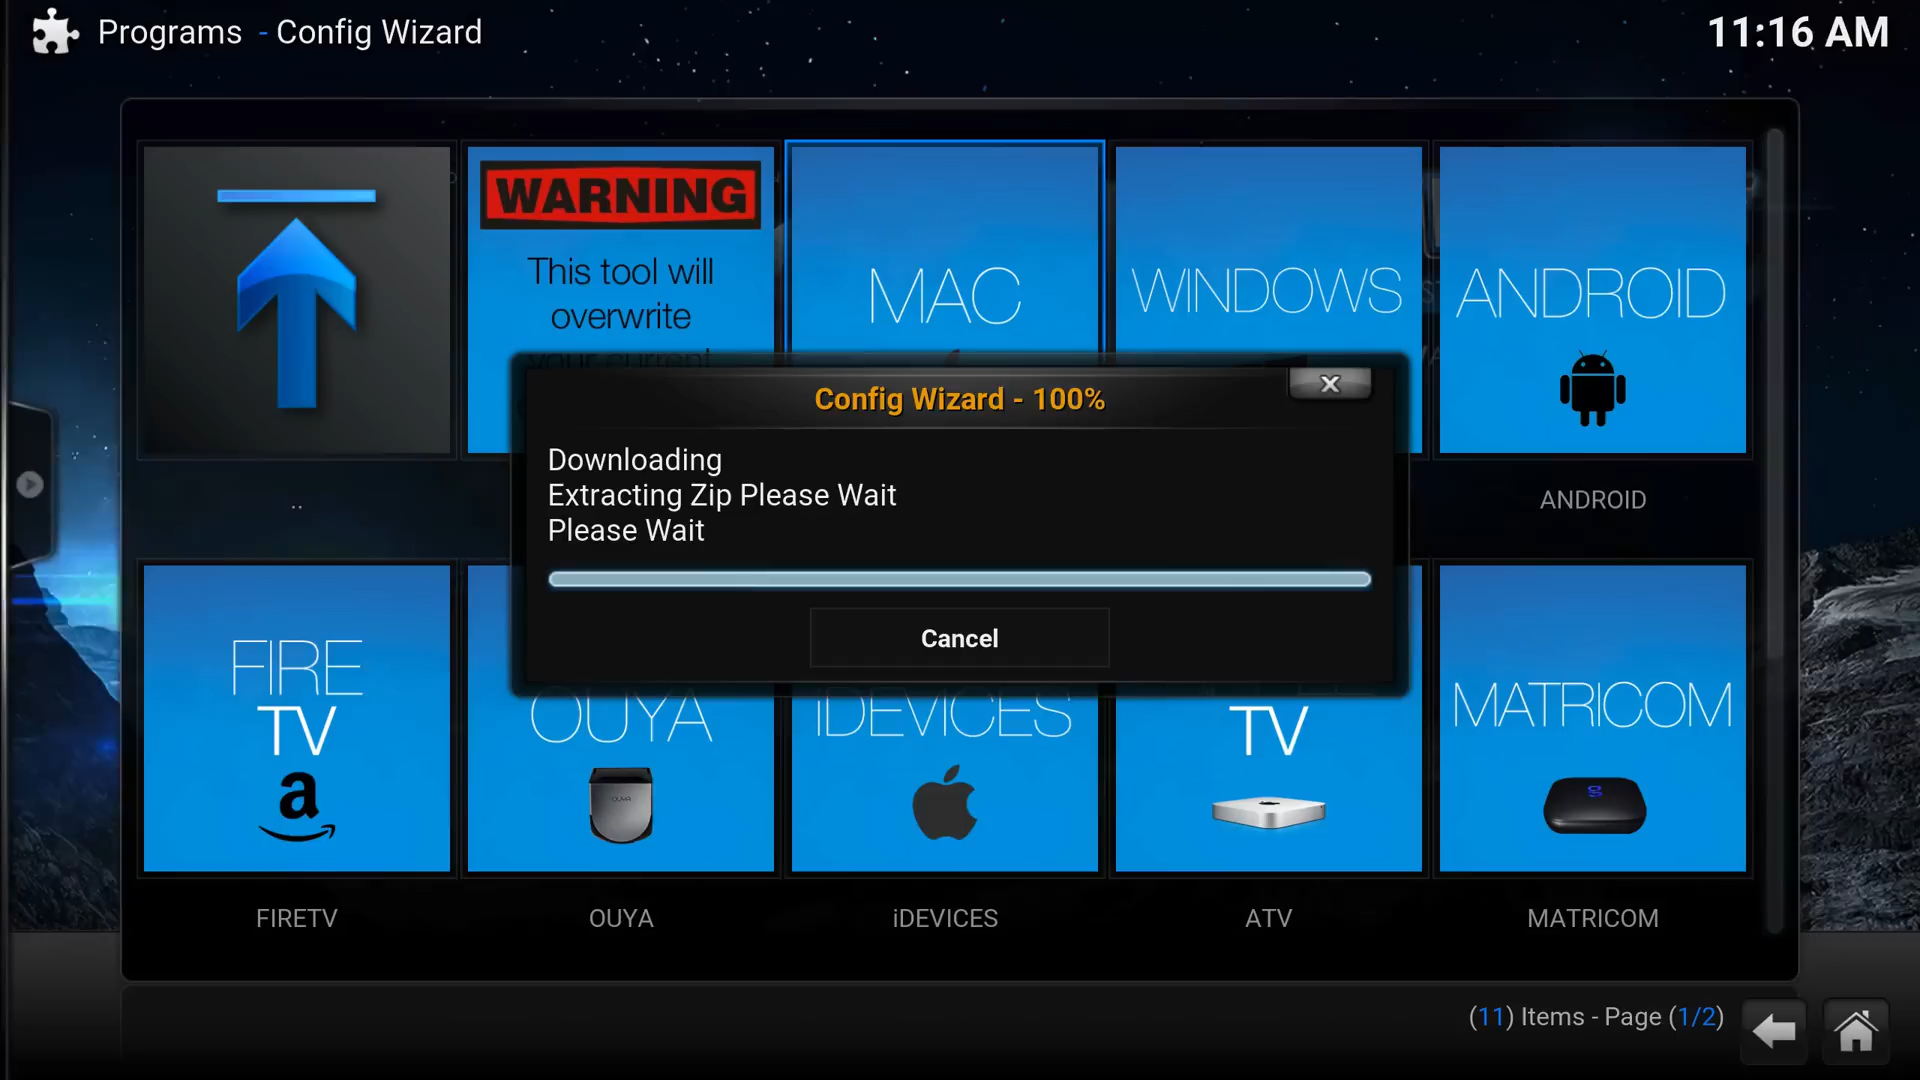 Programs - Config Wizard
11:16 AM
WARNING
This tool will
overwrite
your current
MAC
WINDOWS
ANDROID
Config Wizard - 100%
Downloading
Extracting Zip Please Wait
Please Wait
Cancel
..
ANDROID
FIRE
TV
OUYA
iDEVICES
TV
MATRICOM
FIRETV
OUYA
iDEVICES
ATV
MATRICOM
(11) Items - Page (1/2)